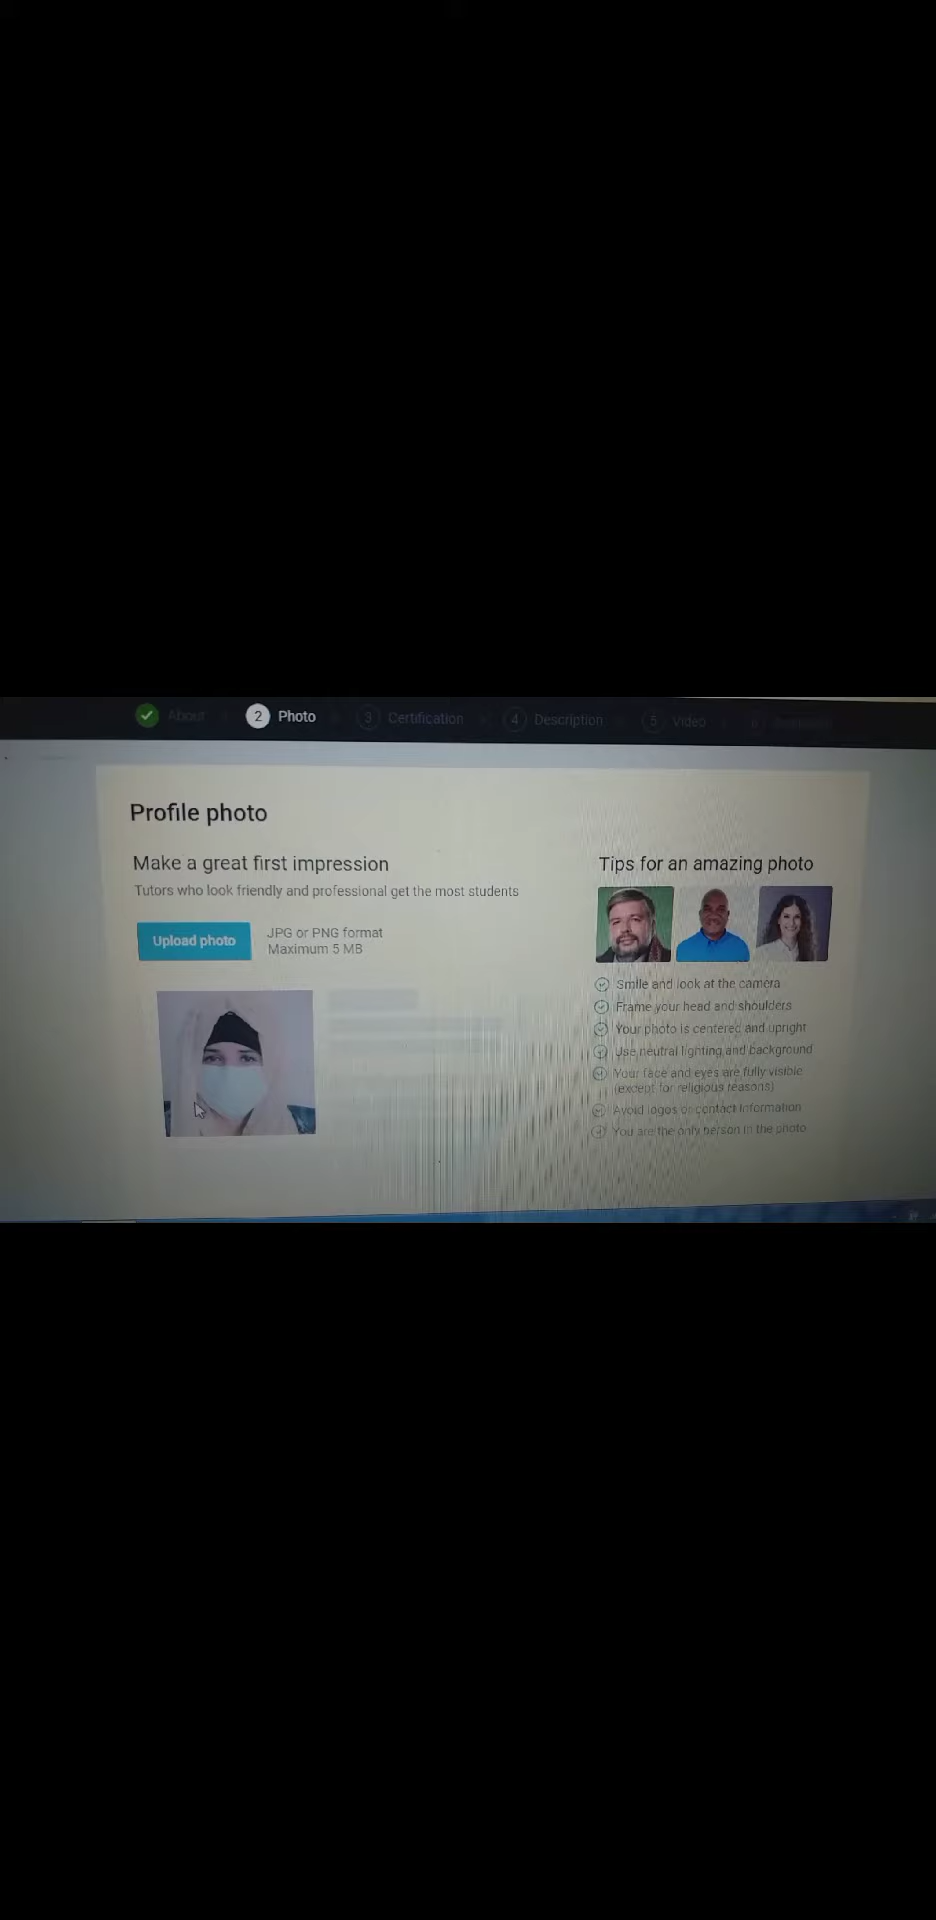 About
2 Photo
3 Certification
4 Description
5 Video
6
Profile photo
Make a great first impression
Tutors who look friendly and professional get the most students
Upload photo
JPG or PNG format
Maximum 5 MB
Tips for an amazing photo
Smile and look at the camera
Frame your head and shoulders
Your photo is centered and upright
Use neutral lighting and background
Your face and eyes are fully visible
(except for religious reasons)
Avoid logos or contact information
You are the only person in the photo